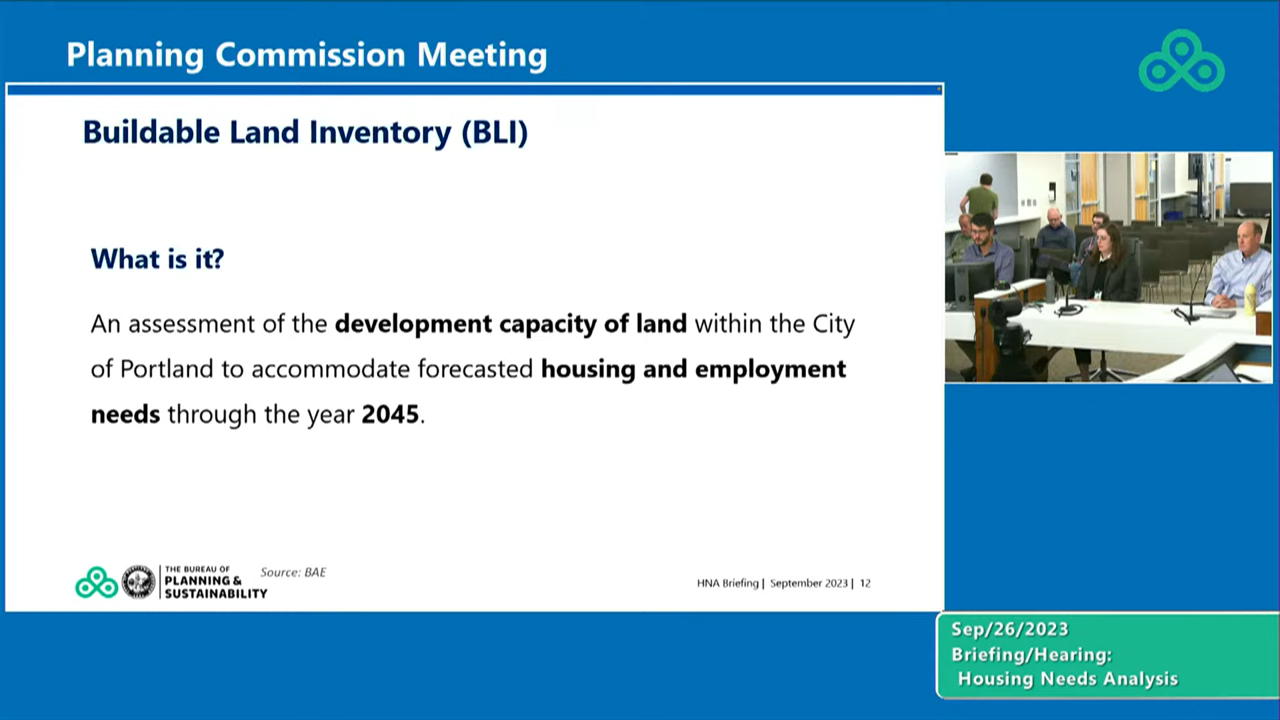 Planning Commission Meeting
Buildable Land Inventory (BLI)
What is it?
An assessment of the development capacity of land within the City
of Portland to accommodate forecasted housing and employment
needs through the year 2045.
THE BUREAU OF
PLANNING &
SUSTAINABILITY
Source: BAE
HNA Briefing | September 2023 | 12
Sep/26/2023
Briefing/Hearing:
Housing Needs Analysis